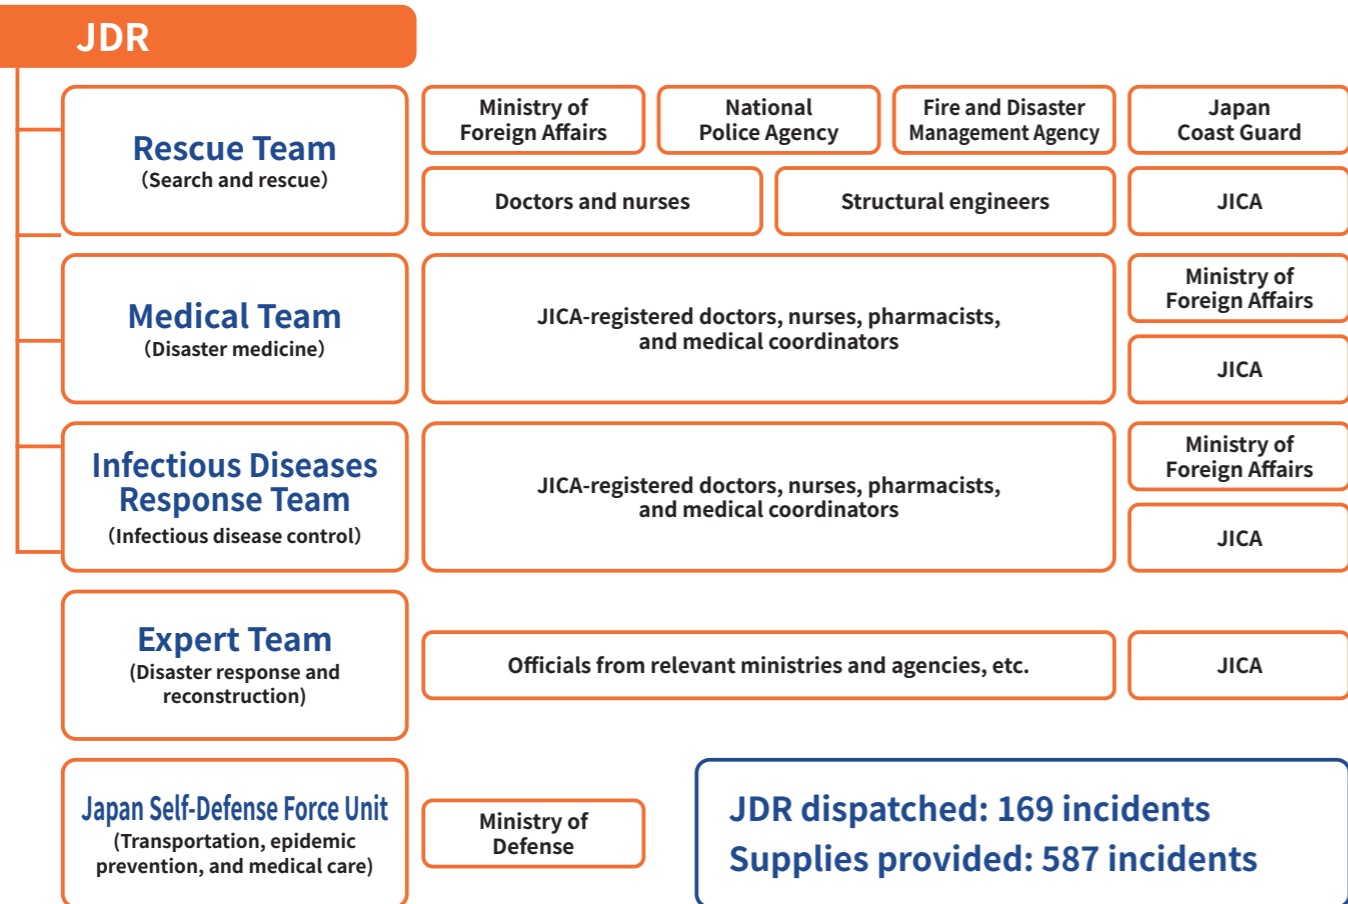 JDR
Rescue Team
(Search and rescue)
Ministry of
Foreign Affairs
National
Police Agency
Fire and Disaster
Management Agency
Japan
Coast Guard
Doctors and nurses
Structural engineers
JICA
Medical Team
(Disaster medicine)
JICA-registered doctors, nurses, pharmacists,
and medical coordinators
Ministry of
Foreign Affairs
JICA
Infectious Diseases
Response Team
(Infectious disease control)
JICA-registered doctors, nurses, pharmacists,
and medical coordinators
Ministry of
Foreign Affairs
JICA
Expert Team
(Disaster response and
reconstruction)
Officials from relevant ministries and agencies, etc.
JICA
Japan Self-Defense Force Unit
(Transportation, epidemic
prevention, and medical care)
Ministry of
Defense
JDR dispatched: 169 incidents
Supplies provided: 587 incidents